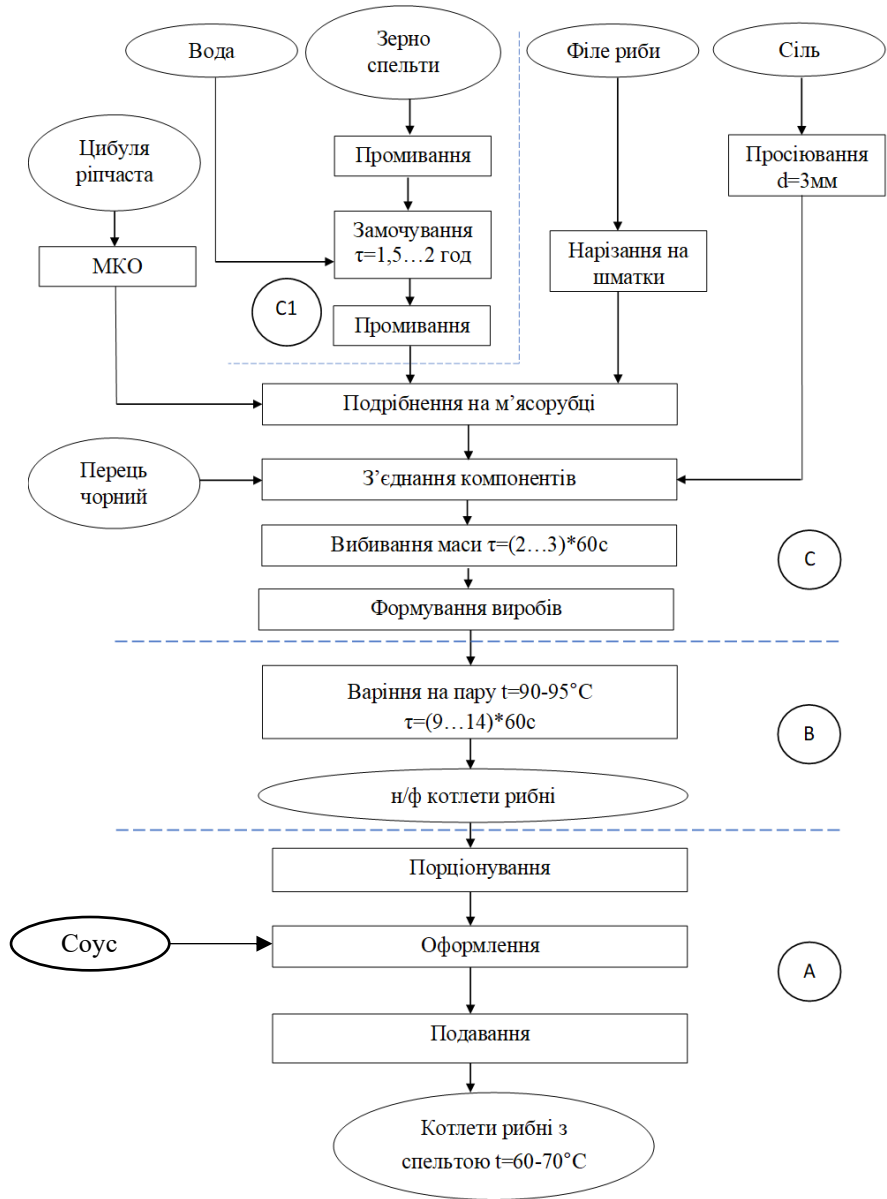 Вода
Зерно
спельти
Філе риби
Сіль
Цибуля
ріпчаста
Промивання
Просіювання
d=3мм
МКО
Замочування
τ=1,5…2 год
Нарізання на
шматки
С1
Промивання
Подрібнення на м’ясорубці
Перець
чорний
З’єднання компонентів
Вибивання маси τ=(2…3)*60с
С
Формування виробів
Варіння на пару t=90-95°С
τ=(9…14)*60с
В
н/ф котлети рибні
Порціонування
Соус
Оформлення
А
Подавання
Котлети рибні з
спельтою t=60-70°С